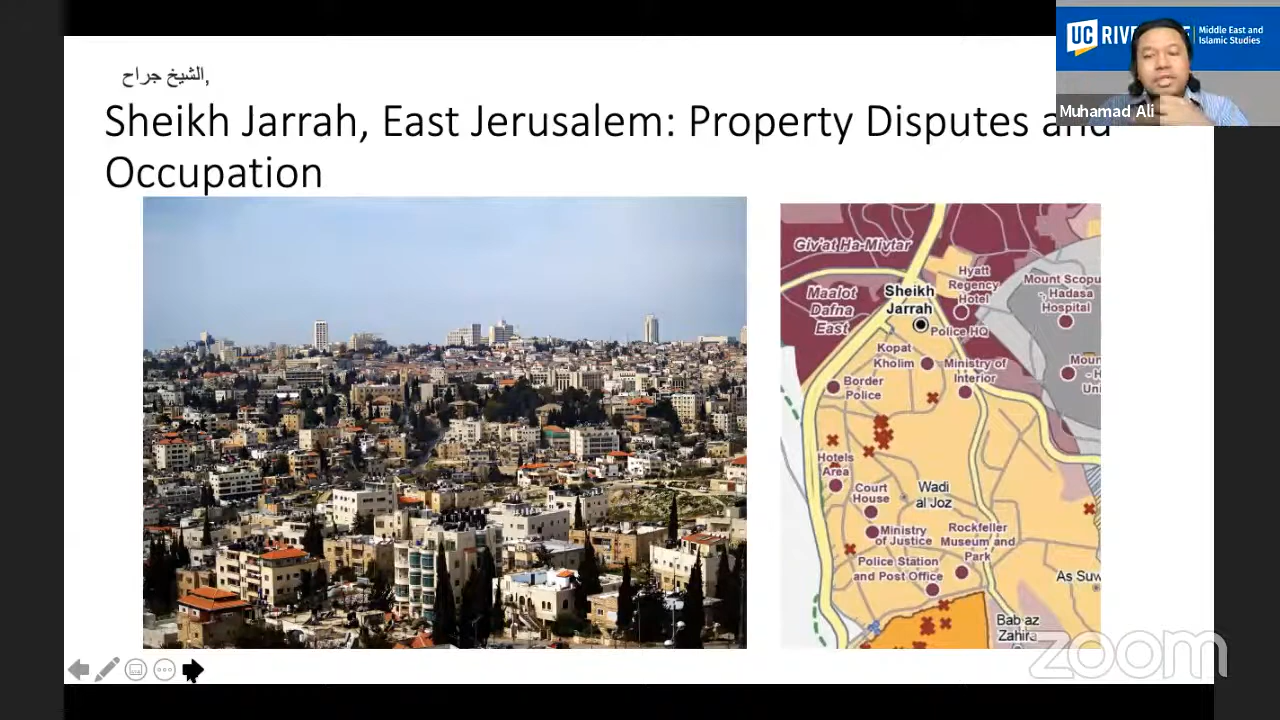 الشيخ جراح,
Sheikh Jarrah, East Jerusalem: Property Disputes and
Occupation
UC
Middle East and
Islamic Studies
Muhamad Ali
Giv'at Ha-Mivtar
Maalot
Dafna
East
Sheikh
Jarrah
Hyatt
Regency
Hotel
Police HQ
Mount Scopu
- Hadasa
Hospital
Kopat
Kholim
Ministry of
Interior
Border
Police
Hotels
Area
Court
House
Wadi
al Joz
Ministry
of Justice
Rockfeller
Museum and
Park
Police Station
and Post Office
As Suw
Bab az
Zahira
zoom